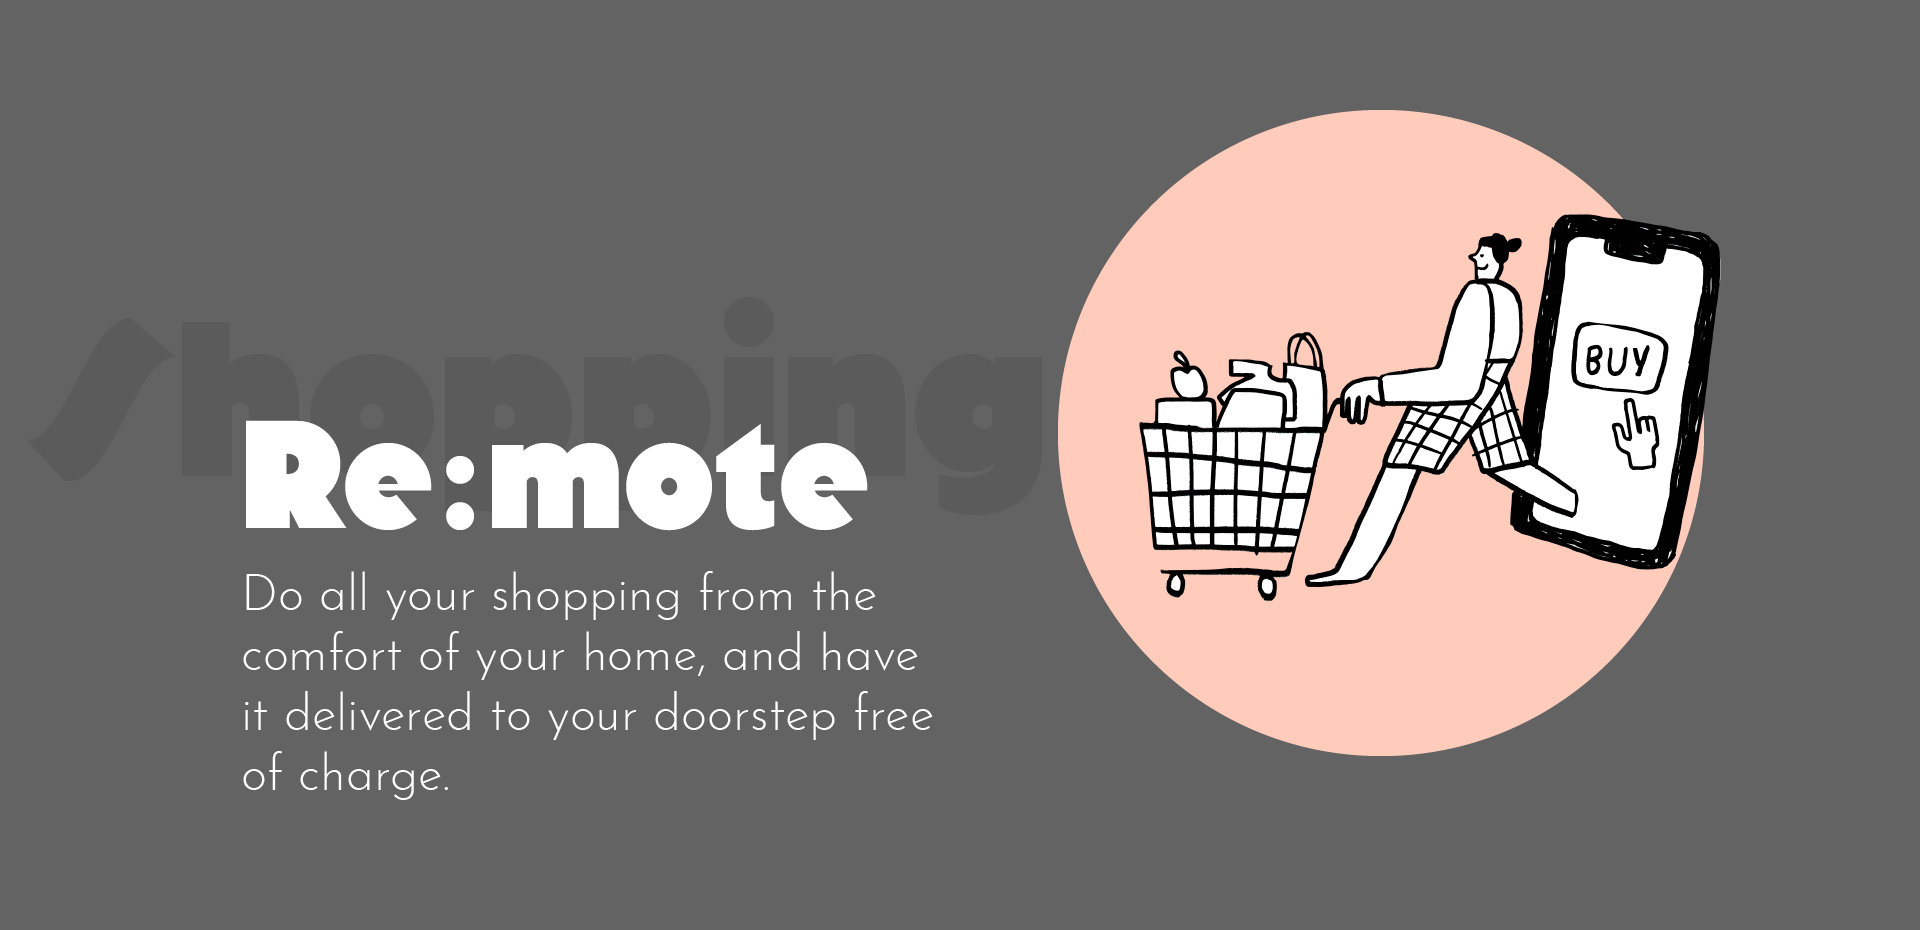 Shopping
Re:mote
Do all your shopping from the
comfort of your home, and have
it delivered to your doorstep free
of charge.
BUY